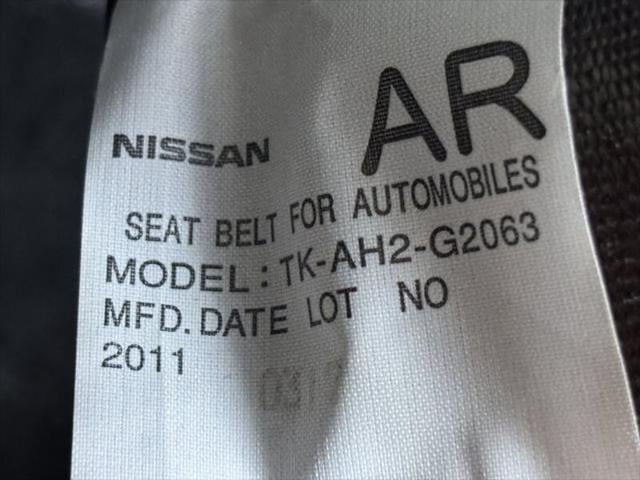 AR
NISSAN
SEAT BELT FOR AUTOMOBILES
MODEL: TK-AH2-G2063
MFD.DATE LOT NO
2011